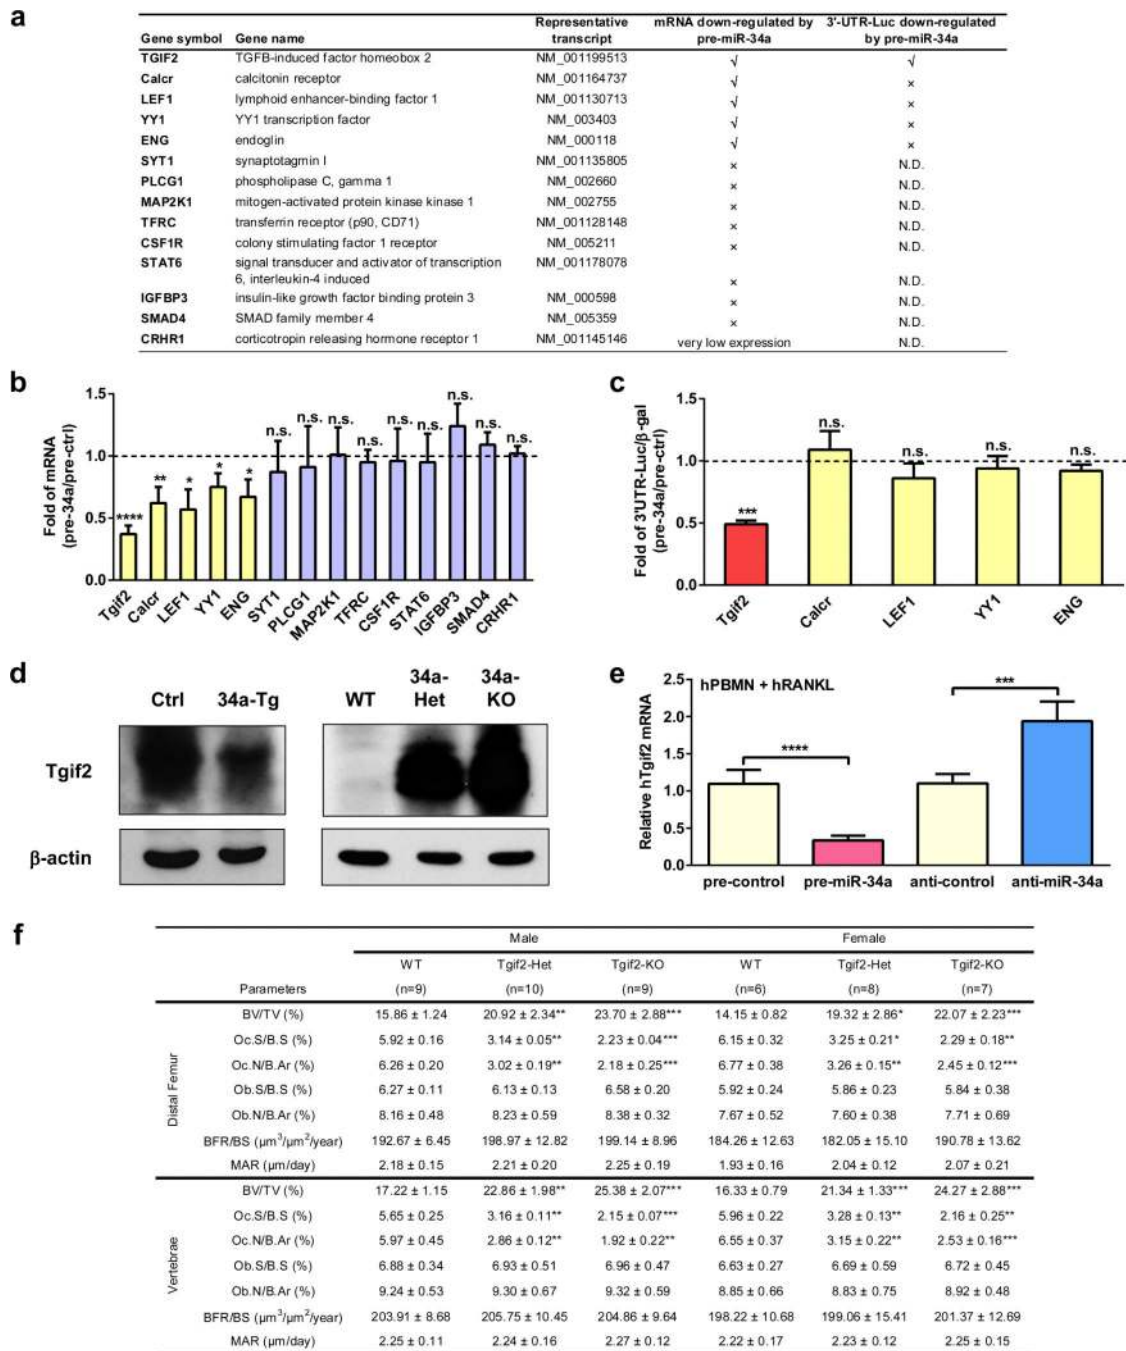 a
Gene symbol Gene name Representative transcript mRNA down-regulated by pre-miR-34a 3'-UTR-Luc down-regulated by pre-miR-34a
TGIF2 TGFB-induced factor homeobox 2 NM_001199513 √ √
Calcr calcitonin receptor NM_001164737 √ ×
LEF1 lymphoid enhancer-binding factor 1 NM_001130713 √ ×
YY1 YY1 transcription factor NM_003403 √ ×
ENG endoglin NM_000118 √ ×
SYT1 synaptotagmin I NM_001135805 × N.D.
PLCG1 phospholipase C, gamma 1 NM_002660 × N.D.
MAP2K1 mitogen-activated protein kinase kinase 1 NM_002755 × N.D.
TFRC transferrin receptor (p90, CD71) NM_001128148 × N.D.
CSF1R colony stimulating factor 1 receptor NM_005211 × N.D.
STAT6 signal transducer and activator of transcription NM_001178078
6, interleukin-4 induced × N.D.
IGFBP3 insulin-like growth factor binding protein 3 NM_000598 × N.D.
SMAD4 SMAD family member 4 NM_005359 × N.D.
CRHR1 corticotropin releasing hormone receptor 1 NM_001145146 very low expression N.D.
b
Fold of mRNA
(pre-34a/pre-ctrl)
1.5
1.0
0.5
0.0
**** ** * * * n.s. n.s. n.s. n.s. n.s. n.s. n.s. n.s. n.s.
Tgif2 Calcr LEF1 YY1 ENG SYT1 PLCG1 MAP2K1 TFRC CSF1R STAT6 IGFBP3 SMAD4 CRHR1
c
Fold of 3'UTR-Luc/β-gal
(pre-34a/pre-ctrl)
1.5
1.0
0.5
0.0
*** n.s. n.s. n.s. n.s.
Tgif2 Calcr LEF1 YY1 ENG
d
Ctrl 34a-Tg WT 34a-Het 34a-KO
Tgif2
β-actin
e
hPBMN + hRANKL
Relative hTgif2 mRNA
2.5
2.0
1.5
1.0
0.5
0.0
**** ***
pre-control pre-miR-34a anti-control anti-miR-34a
f
Male Female
WT Tgif2-Het Tgif2-KO WT Tgif2-Het Tgif2-KO
Parameters (n=9) (n=10) (n=9) (n=6) (n=8) (n=7)
Distal Femur
BV/TV (%) 15.86 ± 1.24 20.92 ± 2.34** 23.70 ± 2.88*** 14.15 ± 0.82 19.32 ± 2.86* 22.07 ± 2.23***
Oc.S/B.S (%) 5.92 ± 0.16 3.14 ± 0.05** 2.23 ± 0.04*** 6.15 ± 0.32 3.25 ± 0.21* 2.29 ± 0.18**
Oc.N/B.Ar (%) 6.26 ± 0.20 3.02 ± 0.19** 2.18 ± 0.25*** 6.77 ± 0.38 3.26 ± 0.15** 2.45 ± 0.12***
Ob.S/B.S (%) 6.27 ± 0.11 6.13 ± 0.13 6.58 ± 0.20 5.92 ± 0.24 5.86 ± 0.23 5.84 ± 0.38
Ob.N/B.Ar (%) 8.16 ± 0.48 8.23 ± 0.59 8.38 ± 0.32 7.67 ± 0.52 7.60 ± 0.38 7.71 ± 0.69
BFR/BS (µm³/µm²/year) 192.67 ± 6.45 198.97 ± 12.82 199.14 ± 8.96 184.26 ± 12.63 182.05 ± 15.10 190.78 ± 13.62
MAR (µm/day) 2.18 ± 0.15 2.21 ± 0.20 2.25 ± 0.19 1.93 ± 0.16 2.04 ± 0.12 2.07 ± 0.21
Vertebrae
BV/TV (%) 17.22 ± 1.15 22.86 ± 1.98** 25.38 ± 2.07*** 16.33 ± 0.79 21.34 ± 1.33*** 24.27 ± 2.88***
Oc.S/B.S (%) 5.65 ± 0.25 3.16 ± 0.11** 2.15 ± 0.07*** 5.96 ± 0.22 3.28 ± 0.13** 2.16 ± 0.25**
Oc.N/B.Ar (%) 5.97 ± 0.45 2.86 ± 0.12** 1.92 ± 0.22** 6.55 ± 0.37 3.15 ± 0.22** 2.53 ± 0.16***
Ob.S/B.S (%) 6.88 ± 0.34 6.93 ± 0.51 6.96 ± 0.47 6.63 ± 0.27 6.69 ± 0.59 6.72 ± 0.45
Ob.N/B.Ar (%) 9.24 ± 0.53 9.30 ± 0.67 9.32 ± 0.59 8.85 ± 0.66 8.83 ± 0.75 8.92 ± 0.48
BFR/BS (µm³/µm²/year) 203.91 ± 8.68 205.75 ± 10.45 204.86 ± 9.64 198.22 ± 10.68 199.06 ± 15.41 201.37 ± 12.69
MAR (µm/day) 2.25 ± 0.11 2.24 ± 0.16 2.27 ± 0.12 2.22 ± 0.17 2.23 ± 0.12 2.25 ± 0.15